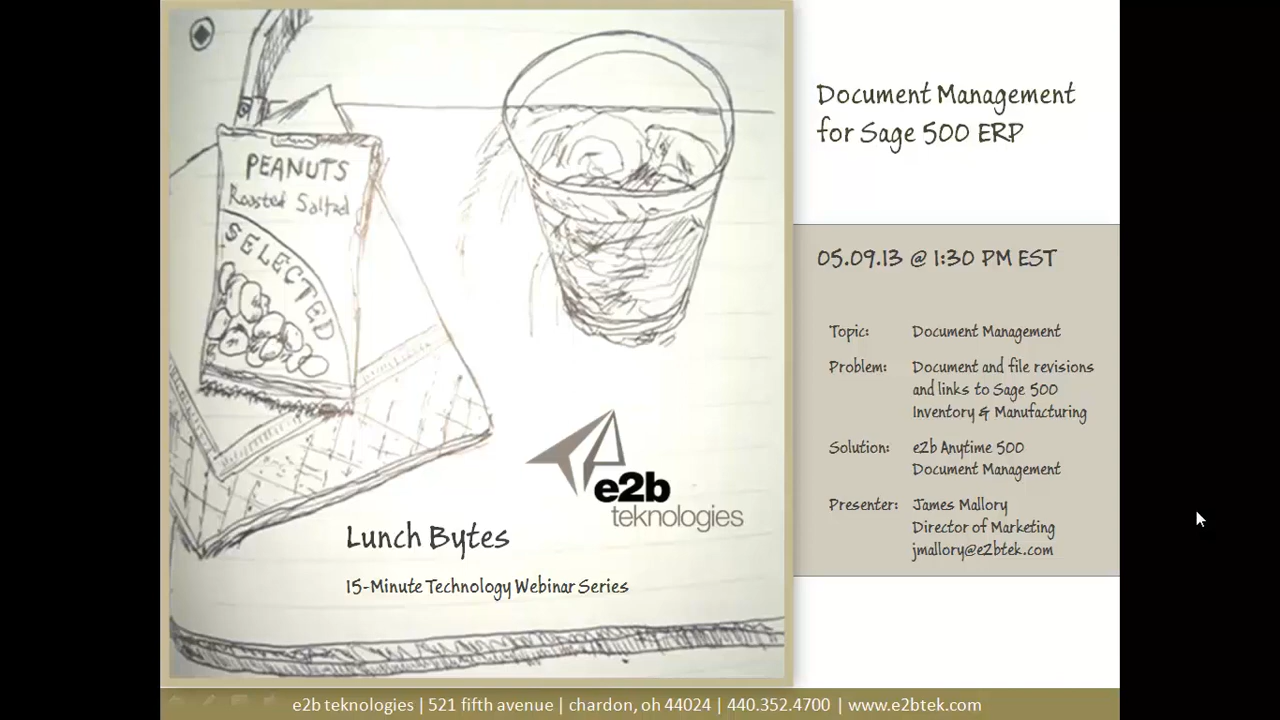 PEANUTS
Roasted Salted
SELECTED
e2b
teknologies
Lunch Bytes
15-Minute Technology Webinar Series
Document Management
for Sage 500 ERP
05.09.13 @ 1:30 PM EST
Topic: Document Management
Problem: Document and file revisions
and links to Sage 500
Inventory & Manufacturing
Solution: e2b Anytime 500
Document Management
Presenter: James Mallory
Director of Marketing
jmallory@e2btek.com
e2b teknologies | 521 fifth avenue | chardon, oh 44024 | 440.352.4700 | www.e2btek.com